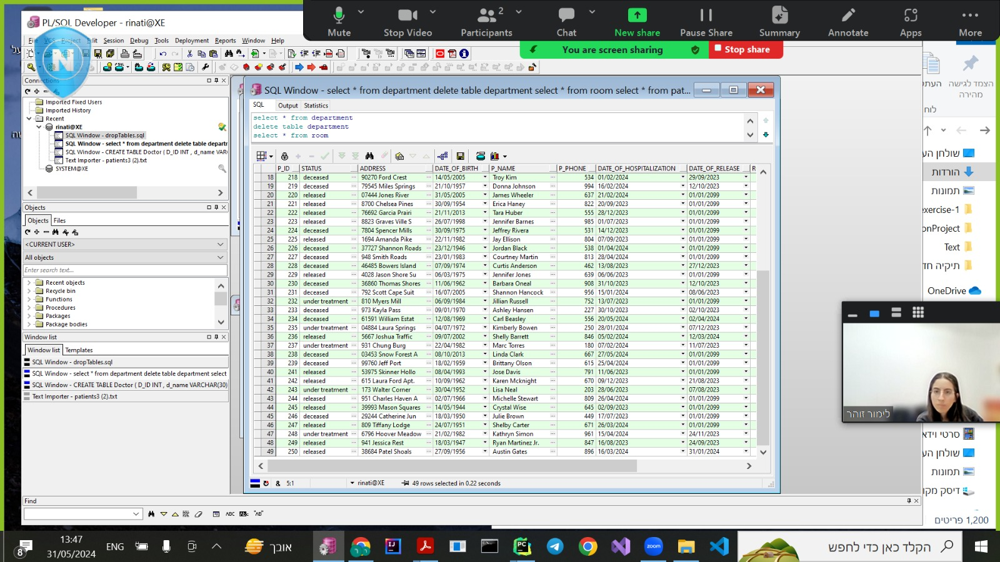 PL/SQL Developer - rinati@XE
Edit Session Debug Tools Deployment Reports Window Help
Mute
Stop Video
2
Participants
Chat
New share
Pause Share
Summary
Annotate
Apps
More
You are screen sharing
Stop share
Connections
Imported Fixed Users
Imported History
Recent
rinati@XE
SQL Window - dropTables.sql
SQL Window - select * from department delete table departr
SQL Window - CREATE TABLE Doctor ( D_ID INT , d_name VAR
Text Importer - patients3 (2).txt
SYSTEM@XE
Objects
Objects Files
<CURRENT USER>
All objects
Enter search text...
Recent objects
Recycle bin
Functions
Procedures
Packages
Package bodies
Window list
Window list Templates
SQL Window - dropTables.sql
SQL Window - select * from department delete table department select
SQL Window - CREATE TABLE Doctor ( D_ID INT , d_name VARCHAR(30)
Text Importer - patients3 (2).txt
SQL Window - select * from department delete table department select * from room select * from pat...
SQL Output Statistics
select * from department
delete table department
select * from room
P_ID STATUS ADDRESS DATE_OF_BIRTH P_NAME P_PHONE DATE_OF_HOSPITALIZATION DATE_OF_RELEASE R
18 218 deceased 90270 Ford Crest 14/05/2005 Troy Kim 534 01/02/2024 29/09/2023
19 219 deceased 79545 Miles Springs 21/10/1957 Donna Johnson 994 16/02/2024 12/10/2023
20 220 released 07444 Jones River 31/05/2005 James Wheeler 637 21/02/2024 01/01/2099
21 221 released 8700 Chelsea Pines 30/09/1954 Erica Haney 822 20/09/2023 01/01/2099
22 222 released 76692 Garcia Prairi 21/11/2013 Tara Huber 555 28/12/2023 01/01/2099
23 223 released 8823 Graves Ville S 26/07/1998 Jennifer Barnes 985 01/07/2023 01/01/2099
24 224 deceased 7804 Spencer Mills 30/09/1975 Jeffrey Rivera 531 14/12/2023 01/01/2099
25 225 released 1694 Amanda Pike 22/11/1982 Jay Ellison 804 07/09/2023 01/01/2099
26 226 deceased 37727 Shannon Roads 23/12/1946 Jordan Black 538 01/04/2024 01/01/2099
27 227 deceased 948 Smith Roads 23/01/1983 Courtney Martin 813 28/04/2024 01/01/2099
28 228 deceased 46485 Bowers Island 07/09/1974 Curtis Anderson 462 13/08/2023 27/12/2023
29 229 released 4028 Jason Shore Su 06/03/1975 Jennifer Jones 639 06/06/2023 01/01/2099
30 230 deceased 36860 Thomas Shores 11/06/1962 Barbara Oneal 908 31/10/2023 12/10/2023
31 231 deceased 792 Scott Cape Suit 16/07/2005 Shannon Hancock 956 15/01/2024 08/06/2023
32 232 under treatment 810 Myers Mill 06/09/1984 Jillian Russell 752 13/07/2023 01/01/2099
33 233 deceased 973 Kayla Pass 09/01/1970 Ashley Hansen 227 30/10/2023 02/10/2023
34 234 deceased 61591 William Estat 12/08/1969 Carl Beasley 556 20/05/2024 02/04/2024
35 235 under treatment 04884 Laura Springs 04/07/1972 Kimberly Bowen 250 28/01/2024 07/12/2023
36 236 released 5667 Joshua Traffic 09/07/2002 Shelly Barrett 846 05/02/2024 12/03/2024
37 237 under treatment 931 Chung Burg 22/04/1982 Marc Torres 180 07/02/2024 11/07/2023
38 238 deceased 03453 Snow Forest A 08/10/2013 Linda Clark 667 27/05/2024 01/01/2099
39 239 deceased 99760 Jeff Port 18/02/1959 Brittany Olson 615 25/04/2024 01/01/2099
40 241 released 53975 Skinner Hollo 08/04/1993 Jose Davis 791 11/06/2023 01/01/2099
41 242 released 615 Laura Ford Apt. 10/09/1962 Karen Mcknight 670 09/12/2023 21/08/2023
42 243 under treatment 173 Walter Corner 30/04/1952 Lisa Neal 203 28/06/2023 07/08/2023
43 244 released 951 Charles Haven A 02/07/1966 Michelle Stewart 809 26/04/2024 01/01/2099
44 245 released 39993 Mason Squares 14/05/1944 Crystal Wise 645 02/09/2023 01/01/2099
45 246 deceased 29244 Catherine Jun 18/03/1950 Julie Brown 449 17/07/2023 01/01/2099
46 247 released 809 Tiffany Lodge 24/07/1951 Shelby Carter 671 26/03/2024 01/01/2099
47 248 under treatment 6796 Hoover Meadow 21/02/1982 Kathryn Simon 961 15/04/2024 24/11/2023
48 249 released 941 Jessica Rest 18/03/1947 Ryan Martinez Jr. 847 16/08/2023 24/09/2023
49 250 released 38684 Patel Shoals 27/09/1956 Austin Gates 896 16/03/2024 31/01/2024
& 5:1 rinati@XE 49 rows selected in 0.22 seconds
Find
ABC "AB"
הצמד לגישה
מהירה
העתק
לוח
שולחן הע
הורדות
תמונות
exercise-1
onProject
Text
תיקיה חד
OneDrive
לימור זוהר
סרטי וידא
שולחן הע
תמונות
דיסק מקו
1,200 פריטים
8
13:47
31/05/2024
ENG
אובך
הקלד כאן כדי לחפש